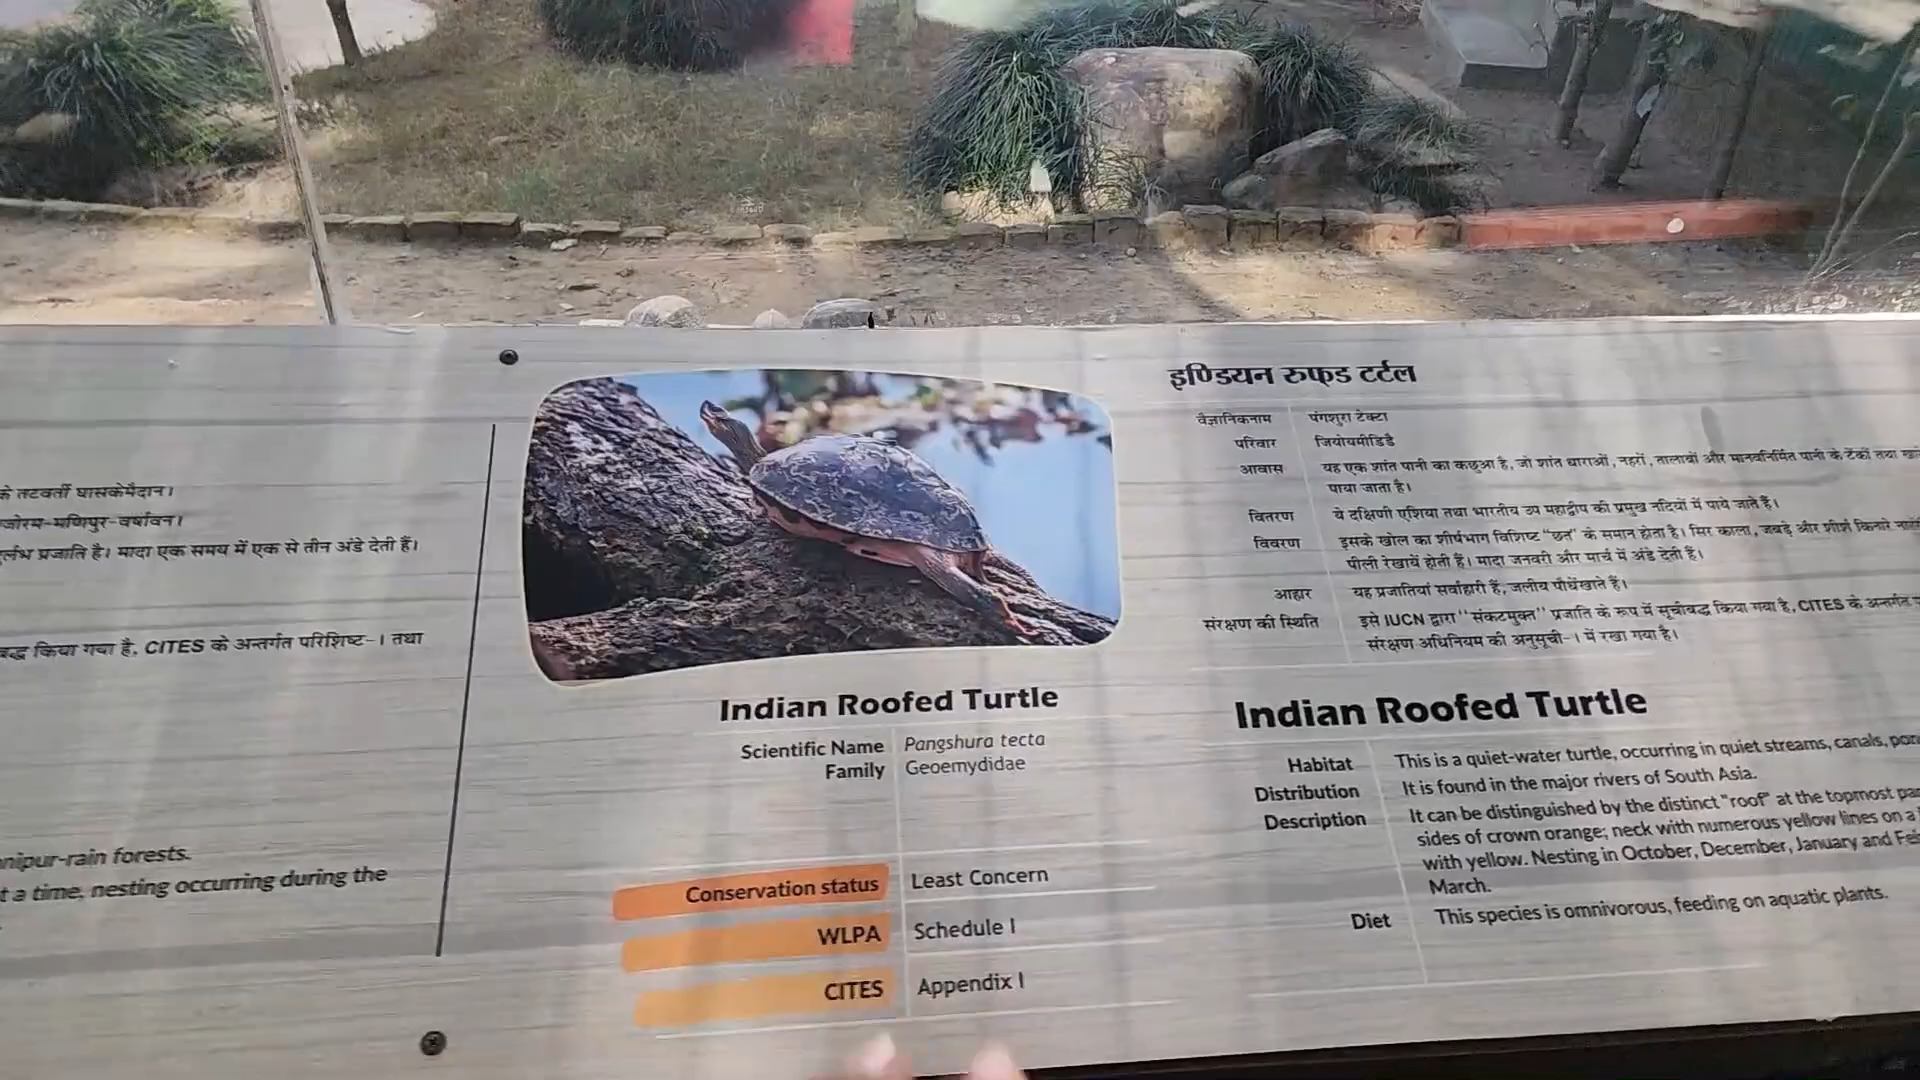 के तटवर्ती घासकेमैदान।
जोरम-मणिपुर-वर्षावन।
दुर्लभ प्रजाति है। मादा एक समय में एक से तीन अंडे देती हैं।
किया गया है, CITES के अन्तर्गत परिशिष्ट-I तथा
nipur-rain forests.
t a time, nesting occurring during the
Indian Roofed Turtle
Scientific Name Pangshura tecta
Family Geoemydidae
Conservation status Least Concern
WLPA Schedule I
CITES Appendix I
इण्डियन रुफ्ड टर्टल
वैज्ञानिकनाम पंगशुरा टेक्टा
परिवार जियोयमीडिडै
आवास यह एक शांत पानी का कछुआ है, जो शांत धाराओं, नहरों, तालाबों और मानवनिर्मित पानी के टैंकों तथा
पाया जाता है।
वितरण ये दक्षिणी एशिया तथा भारतीय उप महाद्वीप की प्रमुख नदियों में पाये जाते हैं।
विवरण इसके खोल का शीर्षभाग विशिष्ट "छत" के समान होता है। सिर काला, जबड़े और शीर्श किनारे
पीली रेखायें होती हैं। मादा जनवरी और मार्च में अंडे देती हैं।
आहार यह प्रजातियां सर्वाहारी हैं, जलीय पौधेंखाते हैं।
संरक्षण की स्थिति इसे IUCN द्वारा "संकटमुक्त" प्रजाति के रूप में सूचीबद्ध किया गया है, CITES के अन्तर्गत
संरक्षण अधिनियम की अनुसूची-I में रखा गया है।
Indian Roofed Turtle
Habitat This is a quiet-water turtle, occurring in quiet streams, canals,
Distribution It is found in the major rivers of South Asia.
Description It can be distinguished by the distinct "roof" at the topmost
sides of crown orange; neck with numerous yellow lines on a
with yellow. Nesting in October, December, January and
March.
Diet This species is omnivorous, feeding on aquatic plants.